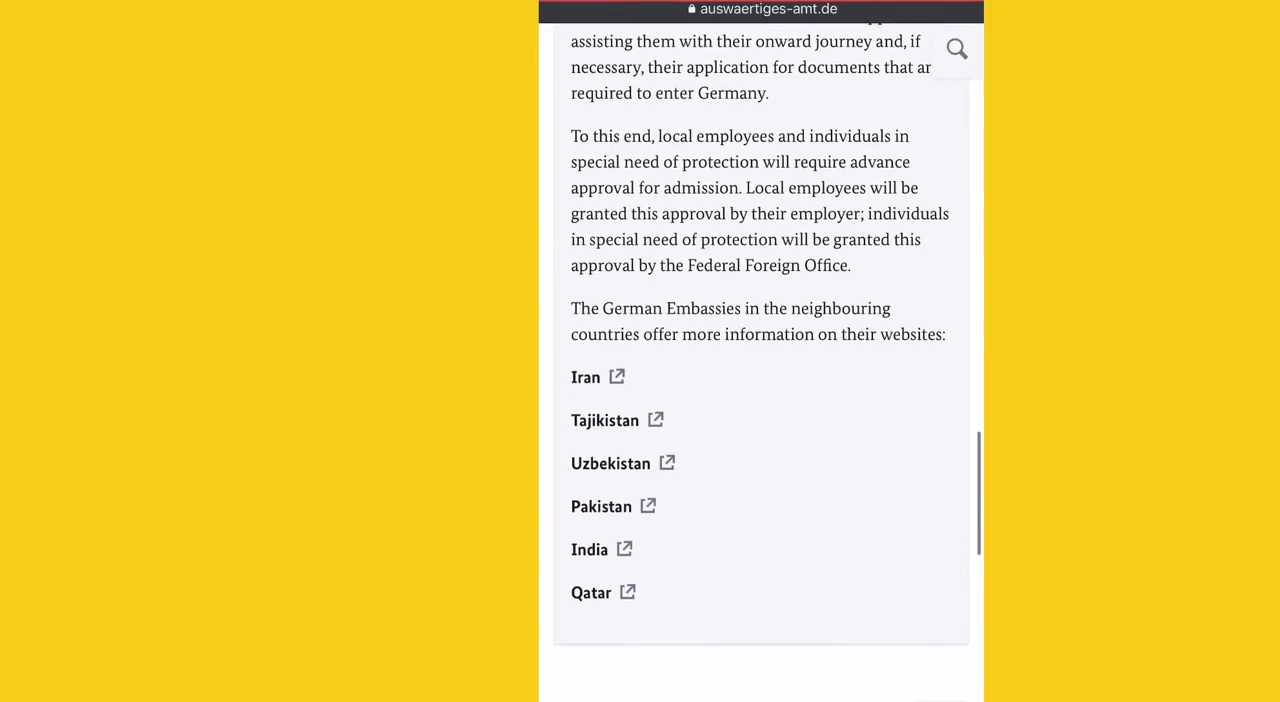 auswaertiges-amt.de
assisting them with their onward journey and, if
necessary, their application for documents that ar
required to enter Germany.
To this end, local employees and individuals in
special need of protection will require advance
approval for admission. Local employees will be
granted this approval by their employer; individuals
in special need of protection will be granted this
approval by the Federal Foreign Office.
The German Embassies in the neighbouring
countries offer more information on their websites:
Iran
Tajikistan
Uzbekistan
Pakistan
India
Qatar